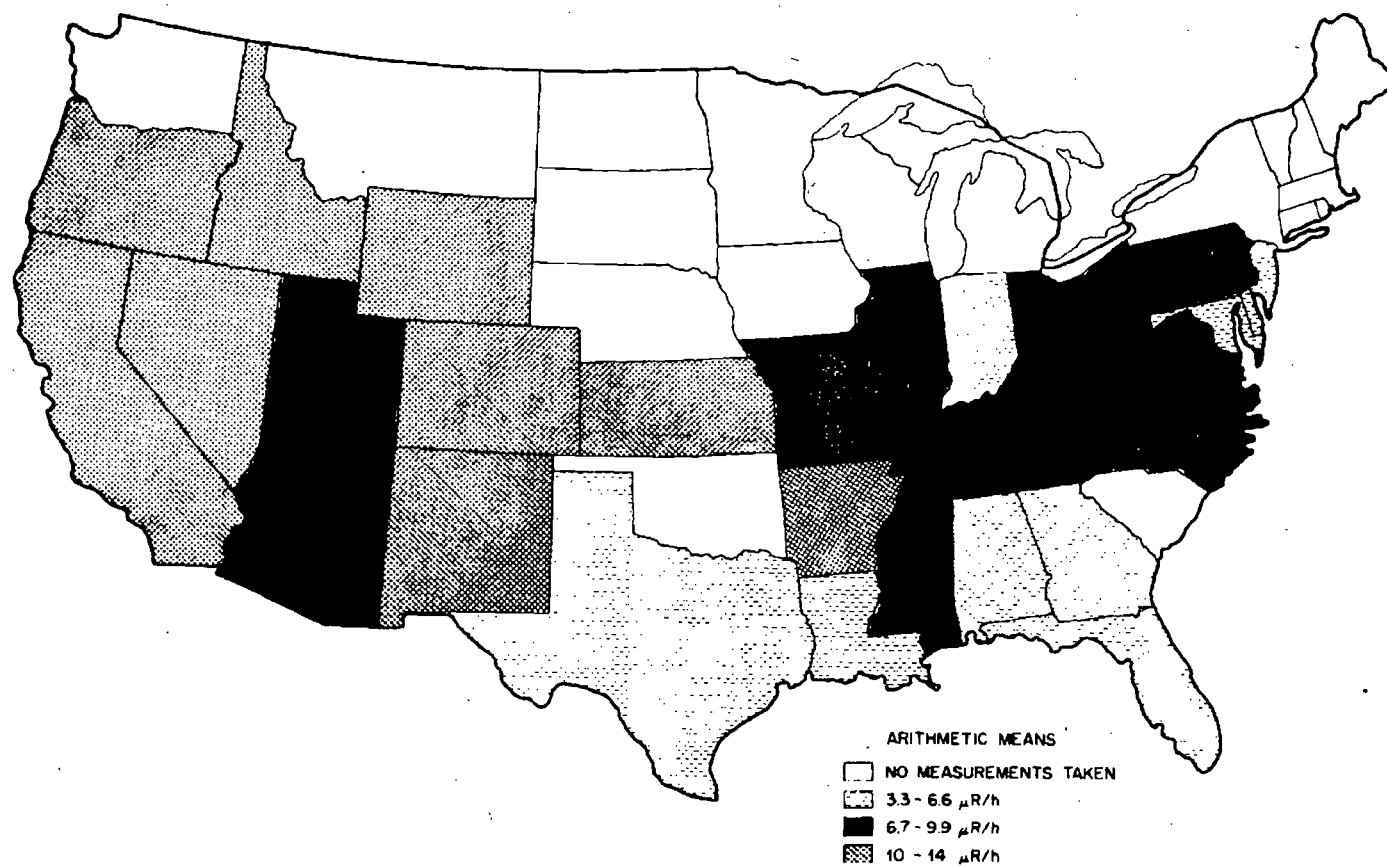 ARITHMETIC MEANS
NO MEASUREMENTS TAKEN
3.3 - 6.6 μR/h
6.7 - 9.9 μR/h
10 - 14 μR/h